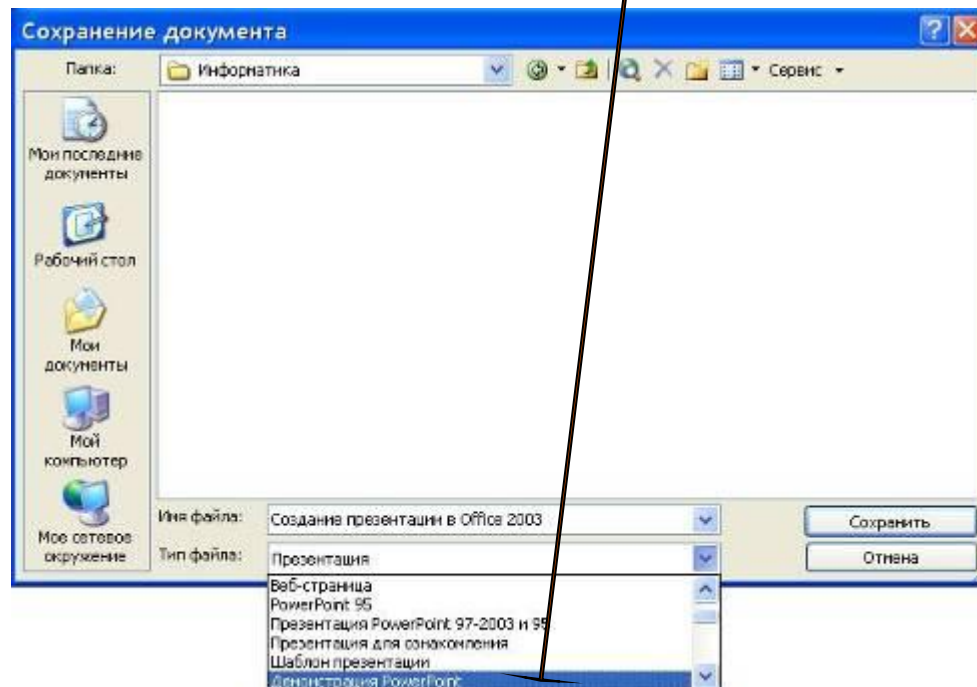 Сохранение документа
Папка:
Информатика
Сервис
Мои последние
документы
Рабочий стол
Мои
документы
Мой
компьютер
Мое сетевое
окружение
Имя файла:
Создание презентации в Office 2003
Сохранить
Тип файла:
Презентация
Отмена
Веб-страница
PowerPoint 95
Презентация PowerPoint 97-2003 и 95
Презентация для ознакомления
Шаблон презентации
Демонстрация PowerPoint